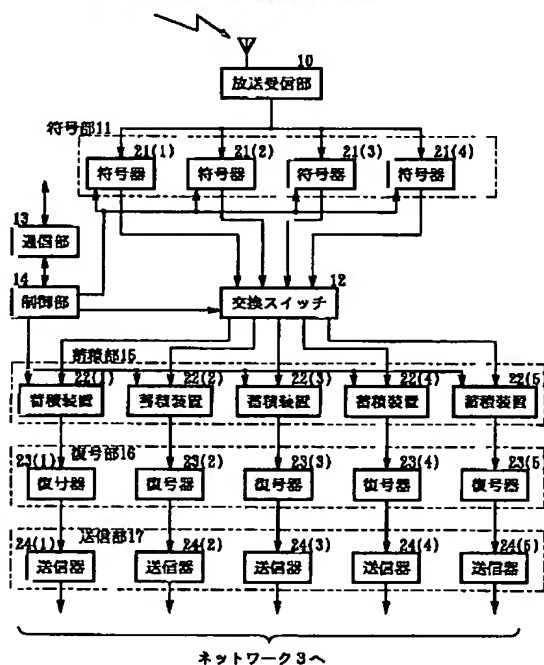 10
放送受信部
符号部11
21(1) 21(2) 21(3) 21(4)
符号器 符号器 符号器 符号器
13
通信部
14
制御部
12
交換スイッチ
蓄積部15
22(1) 22(2) 22(3) 22(4) 22(5)
蓄積装置 蓄積装置 蓄積装置 蓄積装置 蓄積装置
復号部16
23(1) 23(2) 23(3) 23(4) 23(5)
復号器 復号器 復号器 復号器 復号器
送信部17
24(1) 24(2) 24(3) 24(4) 24(5)
送信器 送信器 送信器 送信器 送信器
ネットワーク3へ